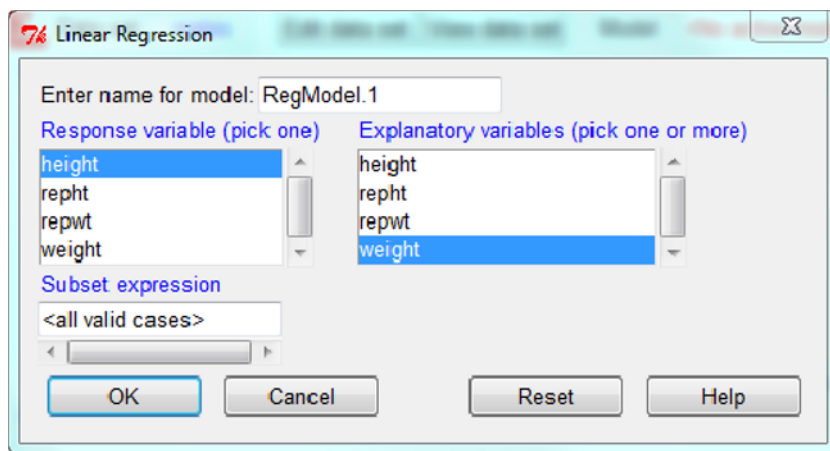 Linear Regression
Enter name for model: RegModel.1
Response variable (pick one) Explanatory variables (pick one or more)
height height
repht repht
repwt repwt
weight weight
Subset expression
<all valid cases>
OK Cancel Reset Help